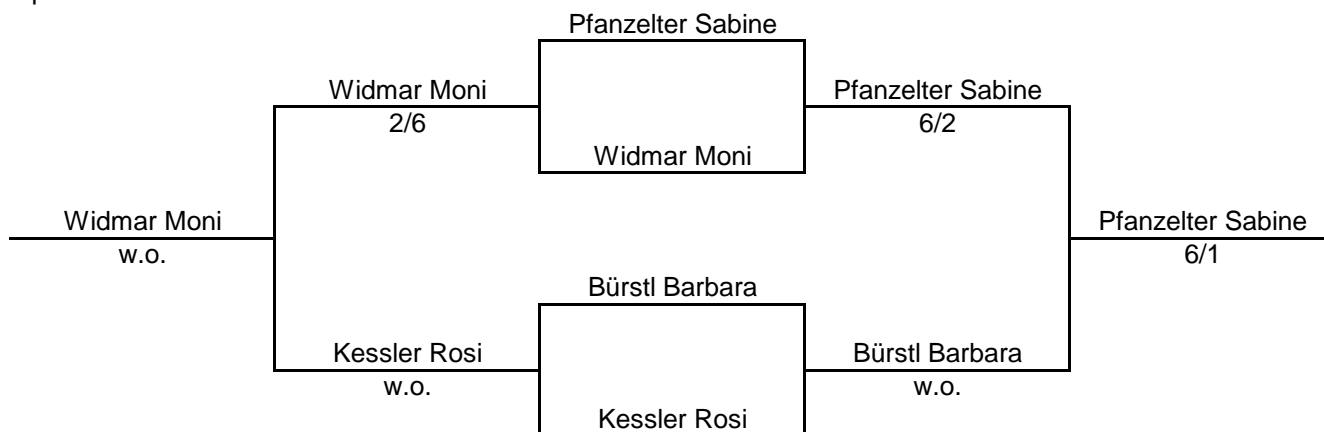 Pfanzelter Sabine
Widmar Moni
Pfanzelter Sabine
2/6
6/2
Widmar Moni
Widmar Moni
Pfanzelter Sabine
w.o.
6/1
Bürstl Barbara
Kessler Rosi
Bürstl Barbara
w.o.
w.o.
Kessler Rosi